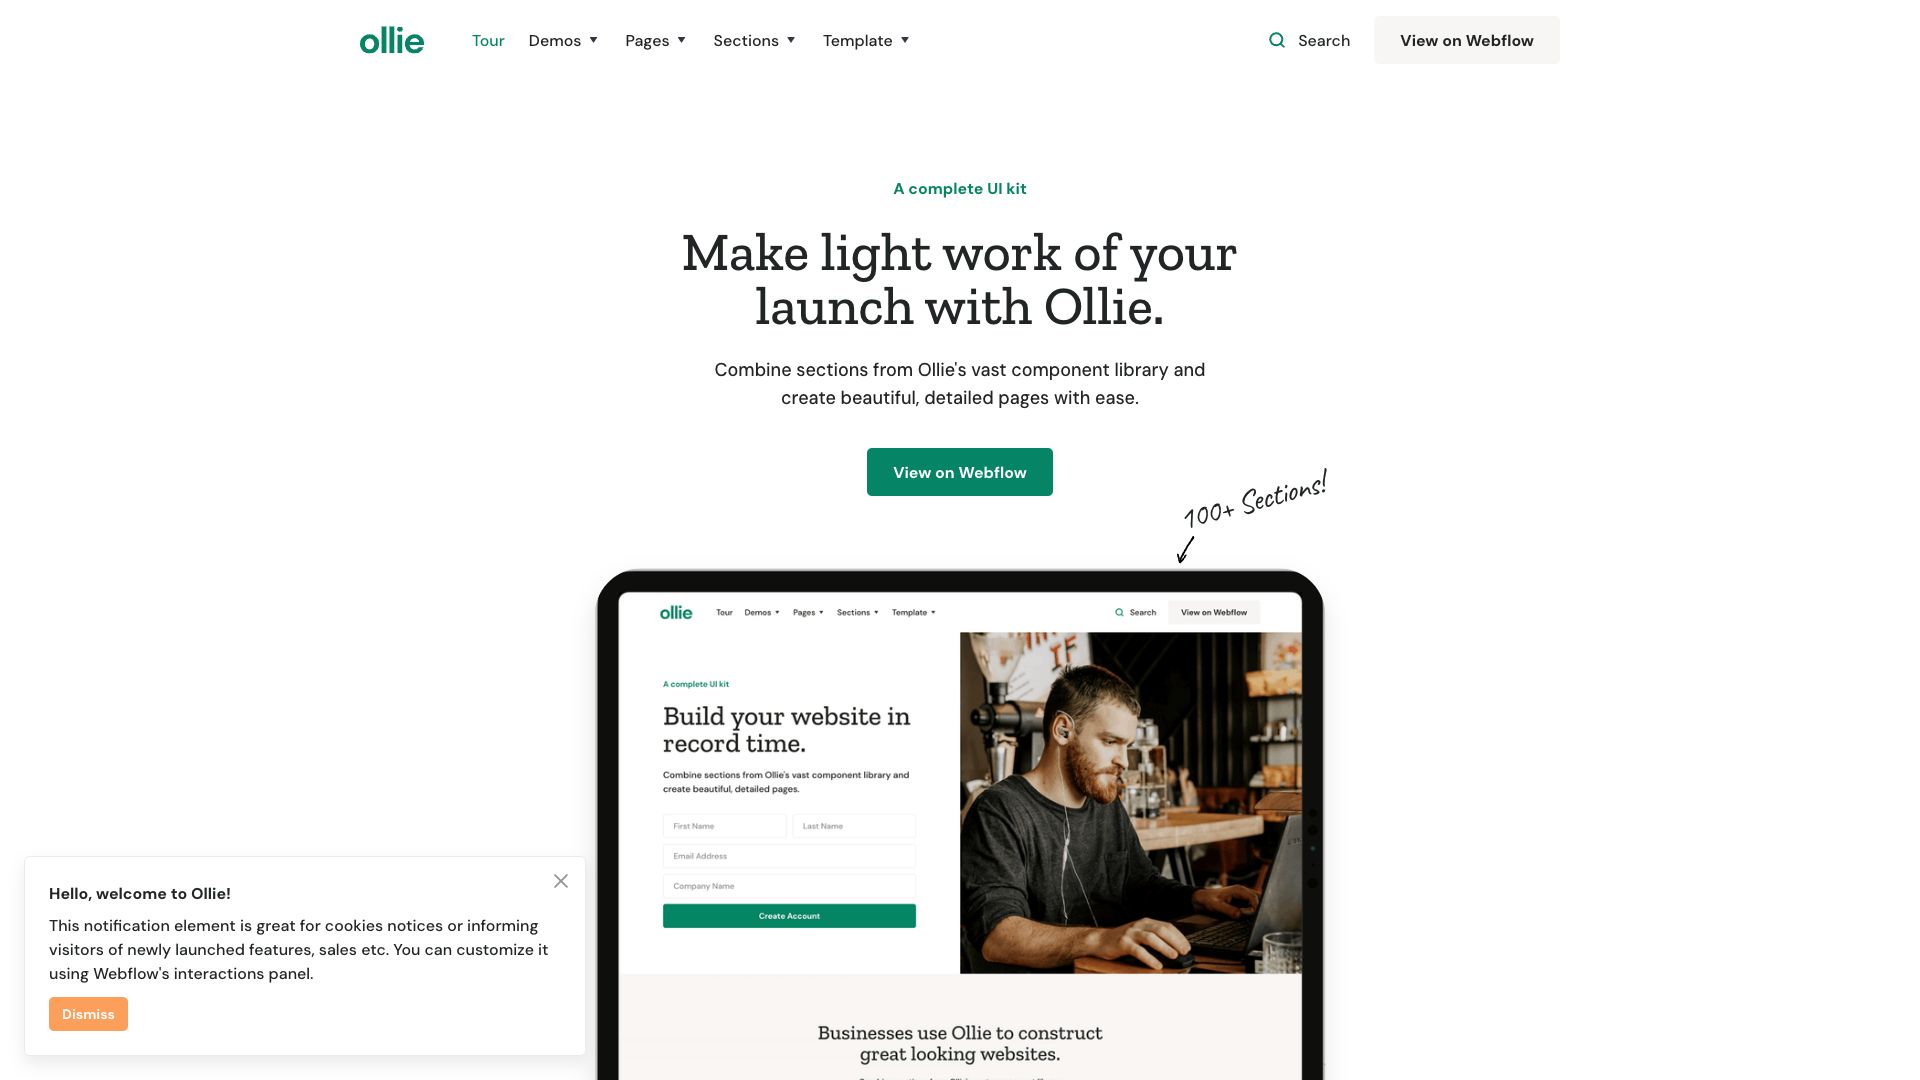 ollie
Tour
Demos
Pages
Sections
Template
Search
View on Webflow
A complete UI kit
Make light work of your
launch with Ollie.
Combine sections from Ollie's vast component library and
create beautiful, detailed pages with ease.
View on Webflow
100+ Sections!
ollie
Tour
Demos
Pages
Sections
Template
Search
View on Webflow
A complete UI kit
Build your website in
record time.
Combine sections from Ollie's vast component library and
create beautiful, detailed pages.
First Name
Last Name
Email Address
Company Name
Create Account
Businesses use Ollie to construct
great looking websites.
Hello, welcome to Ollie!
This notification element is great for cookies notices or informing
visitors of newly launched features, sales etc. You can customize it
using Webflow's interactions panel.
Dismiss